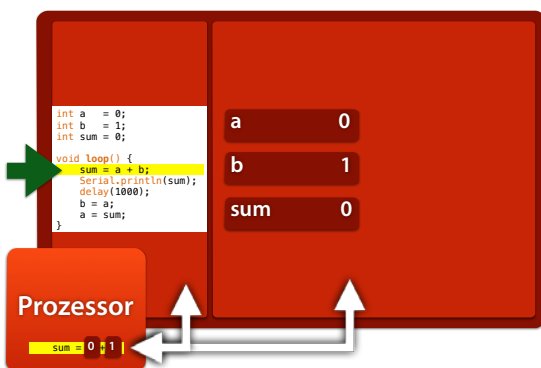 int a   = 0;
int b   = 1;
int sum = 0;
void loop() {
    sum = a + b;
    Serial.println(sum);
    delay(1000);
    b = a;
    a = sum;
}
a 0
b 1
sum 0
Prozessor
sum = 0 + 1